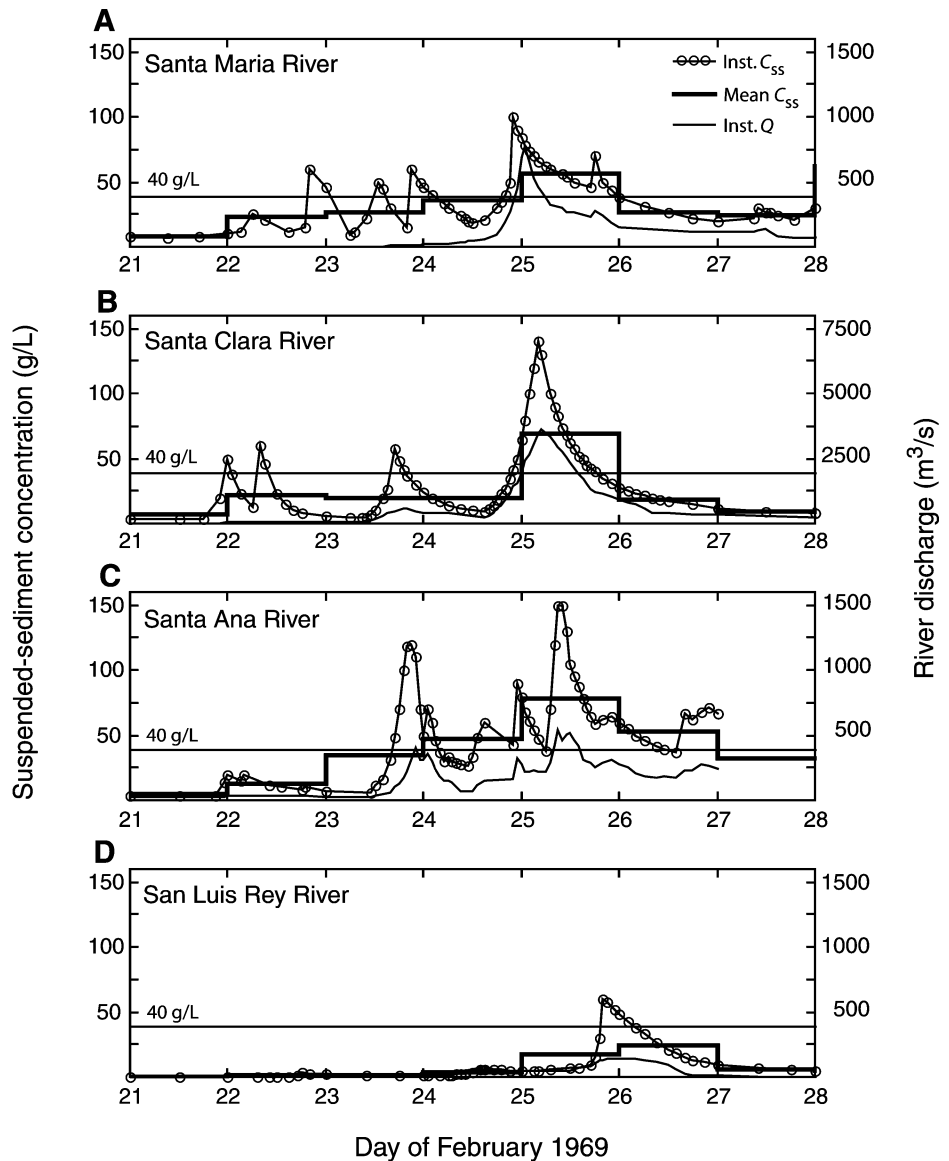 A
Santa Maria River
Inst. Css
Mean Css
Inst. Q
40 g/L
150
100
50
1500
1000
500
21 22 23 24 25 26 27 28
B
Santa Clara River
40 g/L
150
100
50
7500
5000
2500
21 22 23 24 25 26 27 28
C
Santa Ana River
40 g/L
150
100
50
1500
1000
500
21 22 23 24 25 26 27 28
D
San Luis Rey River
40 g/L
150
100
50
1500
1000
500
21 22 23 24 25 26 27 28
Suspended-sediment concentration (g/L)
River discharge (m³/s)
Day of February 1969